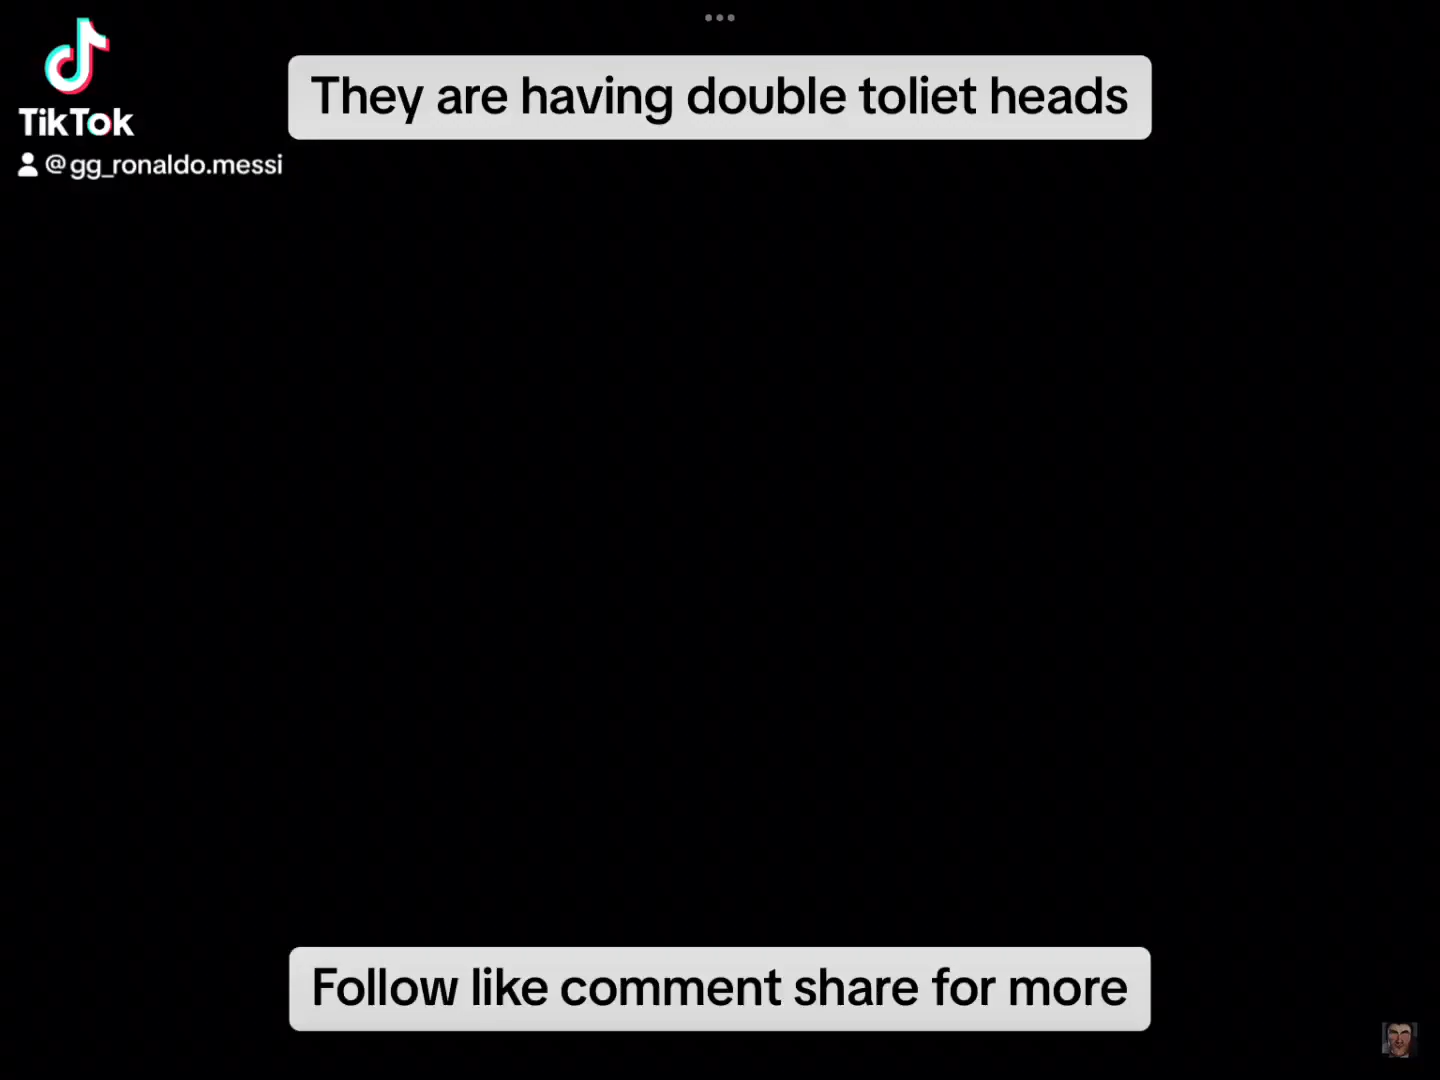 They are having double toliet heads
TikTok
@gg_ronaldo.messi
Follow like comment share for more